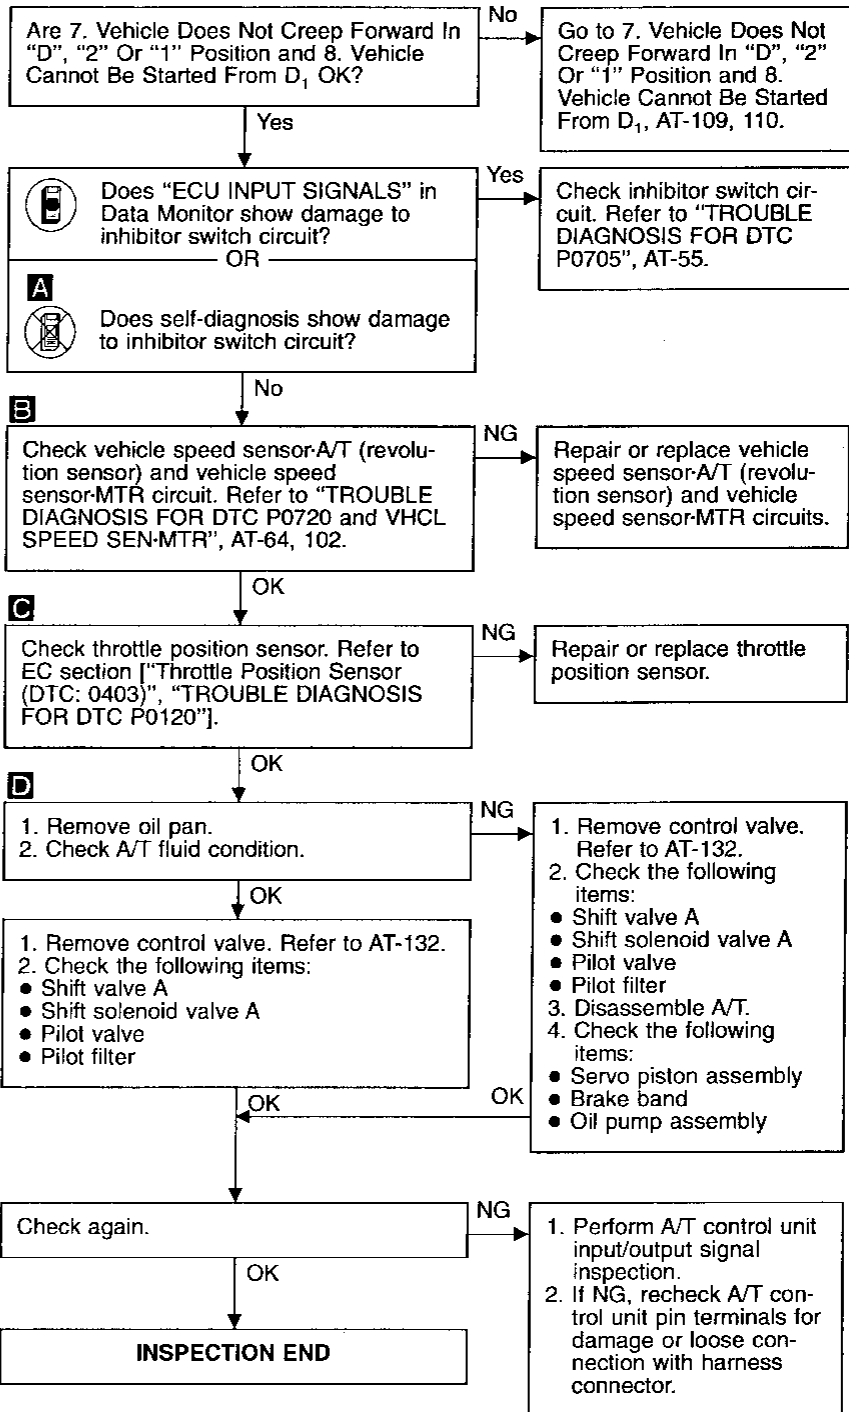 Are 7. Vehicle Does Not Creep Forward In
"D", "2" Or "1" Position and 8. Vehicle
Cannot Be Started From D1 OK?
No
Go to 7. Vehicle Does Not
Creep Forward In "D", "2"
Or "1" Position and 8.
Vehicle Cannot Be Started
From D1, AT-109, 110.
Yes
Does "ECU INPUT SIGNALS" in
Data Monitor show damage to
inhibitor switch circuit?
OR
A
Does self-diagnosis show damage
to inhibitor switch circuit?
Yes
Check inhibitor switch cir-
cuit. Refer to "TROUBLE
DIAGNOSIS FOR DTC
P0705", AT-55.
No
B
Check vehicle speed sensor·A/T (revolu-
tion sensor) and vehicle speed
sensor·MTR circuit. Refer to "TROUBLE
DIAGNOSIS FOR DTC P0720 and VHCL
SPEED SEN·MTR", AT-64, 102.
NG
Repair or replace vehicle
speed sensor·A/T (revolu-
tion sensor) and vehicle
speed sensor·MTR circuits.
OK
C
Check throttle position sensor. Refer to
EC section ["Throttle Position Sensor
(DTC: 0403)", "TROUBLE DIAGNOSIS
FOR DTC P0120"].
NG
Repair or replace throttle
position sensor.
OK
D
1. Remove oil pan.
2. Check A/T fluid condition.
NG
1. Remove control valve.
Refer to AT-132.
2. Check the following
items:
● Shift valve A
● Shift solenoid valve A
● Pilot valve
● Pilot filter
3. Disassemble A/T.
4. Check the following
items:
● Servo piston assembly
● Brake band
● Oil pump assembly
OK
1. Remove control valve. Refer to AT-132.
2. Check the following items:
● Shift valve A
● Shift solenoid valve A
● Pilot valve
● Pilot filter
OK
OK
Check again.
NG
1. Perform A/T control unit
input/output signal
inspection.
2. If NG, recheck A/T con-
trol unit pin terminals for
damage or loose con-
nection with harness
connector.
OK
INSPECTION END